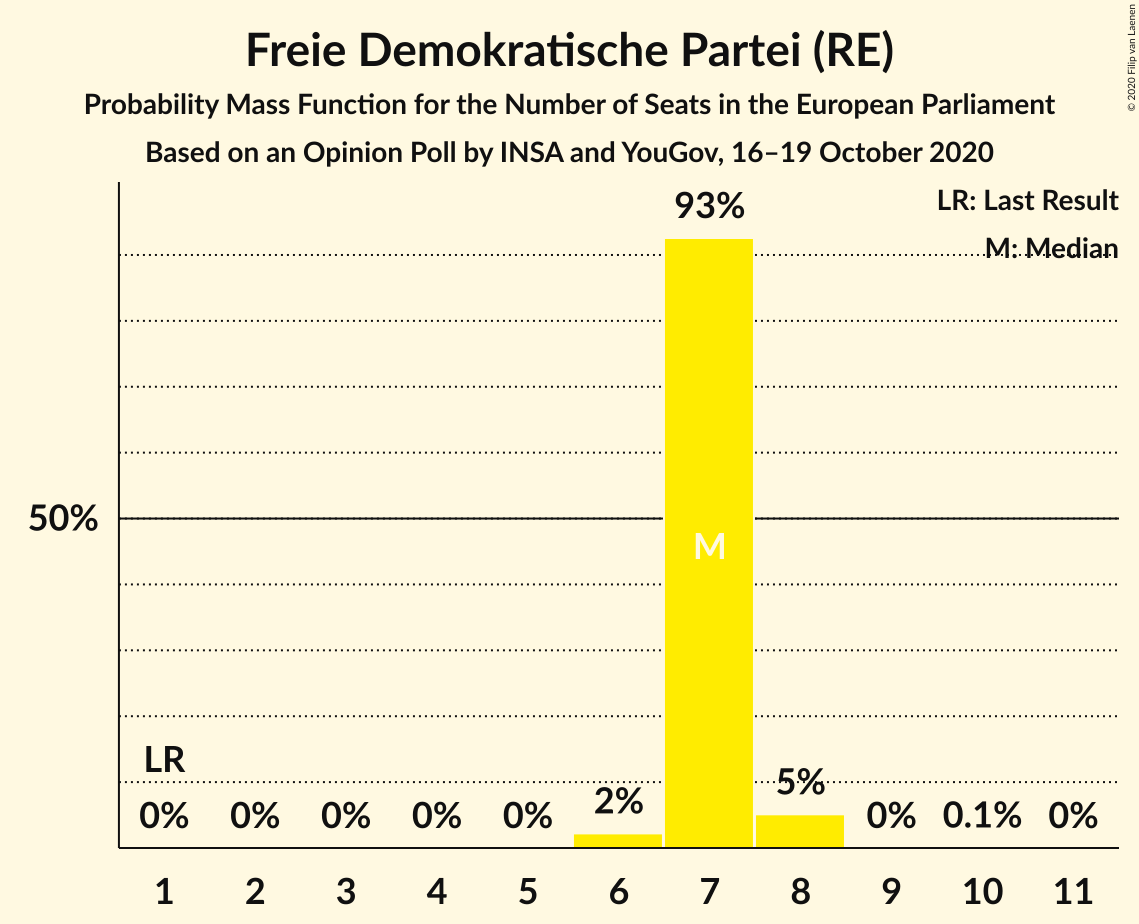 Freie Demokratische Partei (RE)
Probability Mass Function for the Number of Seats in the European Parliament
Based on an Opinion Poll by INSA and YouGov, 16–19 October 2020
© 2020 Filip van Laenen
LR: Last Result
M: Median
93%
50%
M
LR
0%
0%
0%
0%
0%
2%
5%
0%
0.1%
0%
1 2 3 4 5 6 7 8 9 10 11